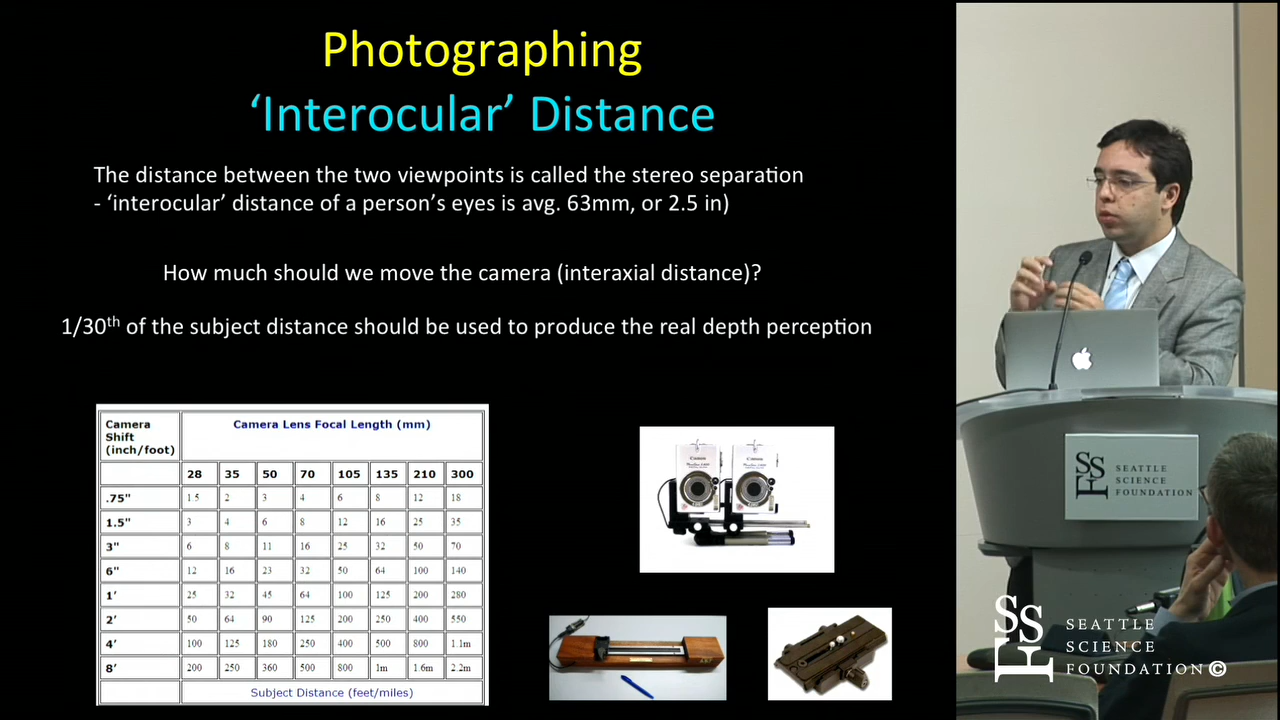 Photographing
‘Interocular’ Distance
The distance between the two viewpoints is called the stereo separation
- ‘interocular’ distance of a person’s eyes is avg. 63mm, or 2.5 in)
How much should we move the camera (interaxial distance)?
1/30th of the subject distance should be used to produce the real depth perception
Camera Shift (inch/foot) Camera Lens Focal Length (mm)
28 35 50 70 105 135 210 300
.75" 1.5 2 3 4 6 8 12 18
1.5" 3 4 6 8 12 16 25 35
3" 6 8 11 16 25 32 50 70
6" 12 16 23 32 50 64 100 140
1' 25 32 45 64 100 125 200 280
2' 50 64 90 125 200 250 400 550
4' 100 125 180 250 400 500 800 1.1m
8' 200 250 360 500 800 1m 1.6m 2.2m
Subject Distance (feet/miles)
Canon
Canon
SSF
SEATTLE
SCIENCE
FOUNDATION
SSF
SEATTLE
SCIENCE
FOUNDATION©